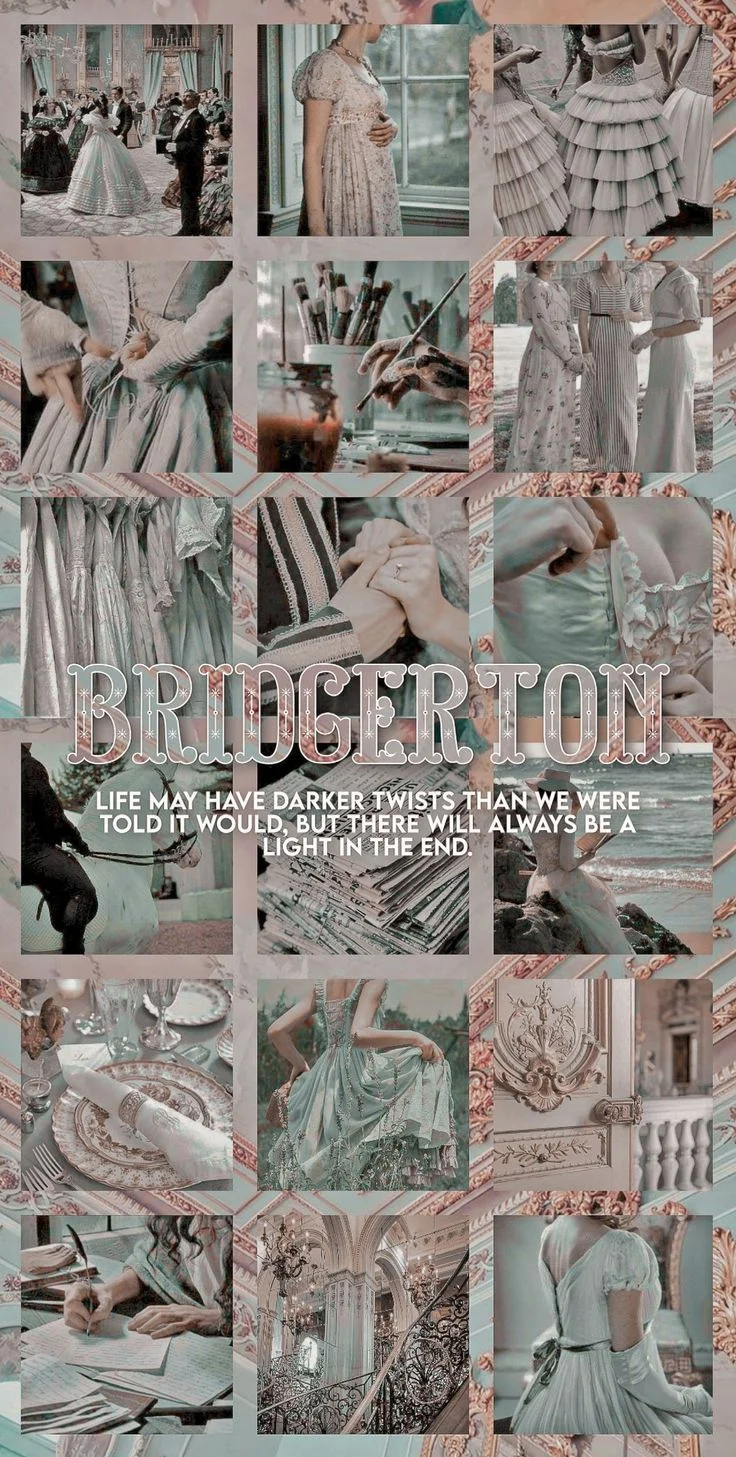 BRIDGERTON
LIFE MAY HAVE DARKER TWISTS THAN WE WERE
TOLD IT WOULD, BUT THERE WILL ALWAYS BE A
LIGHT IN THE END.